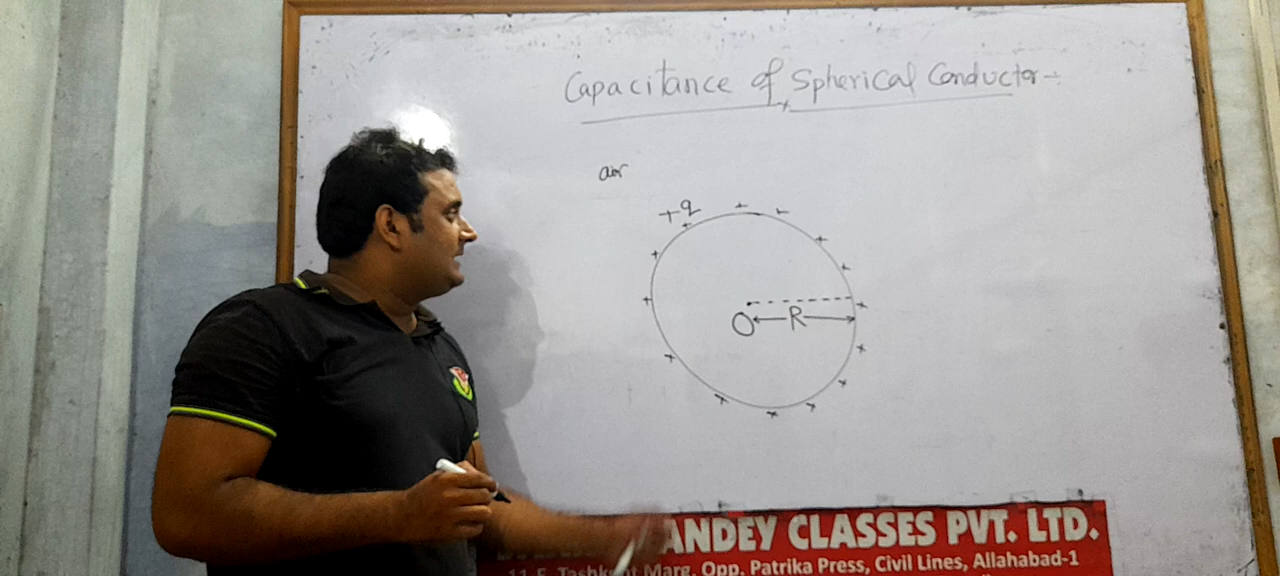 Capacitance of Spherical Conductor :-
air
+q
O R
ANDEY CLASSES PVT. LTD.
Marg. Opp. Patrika Press, Civil Lines, Allahabad-1